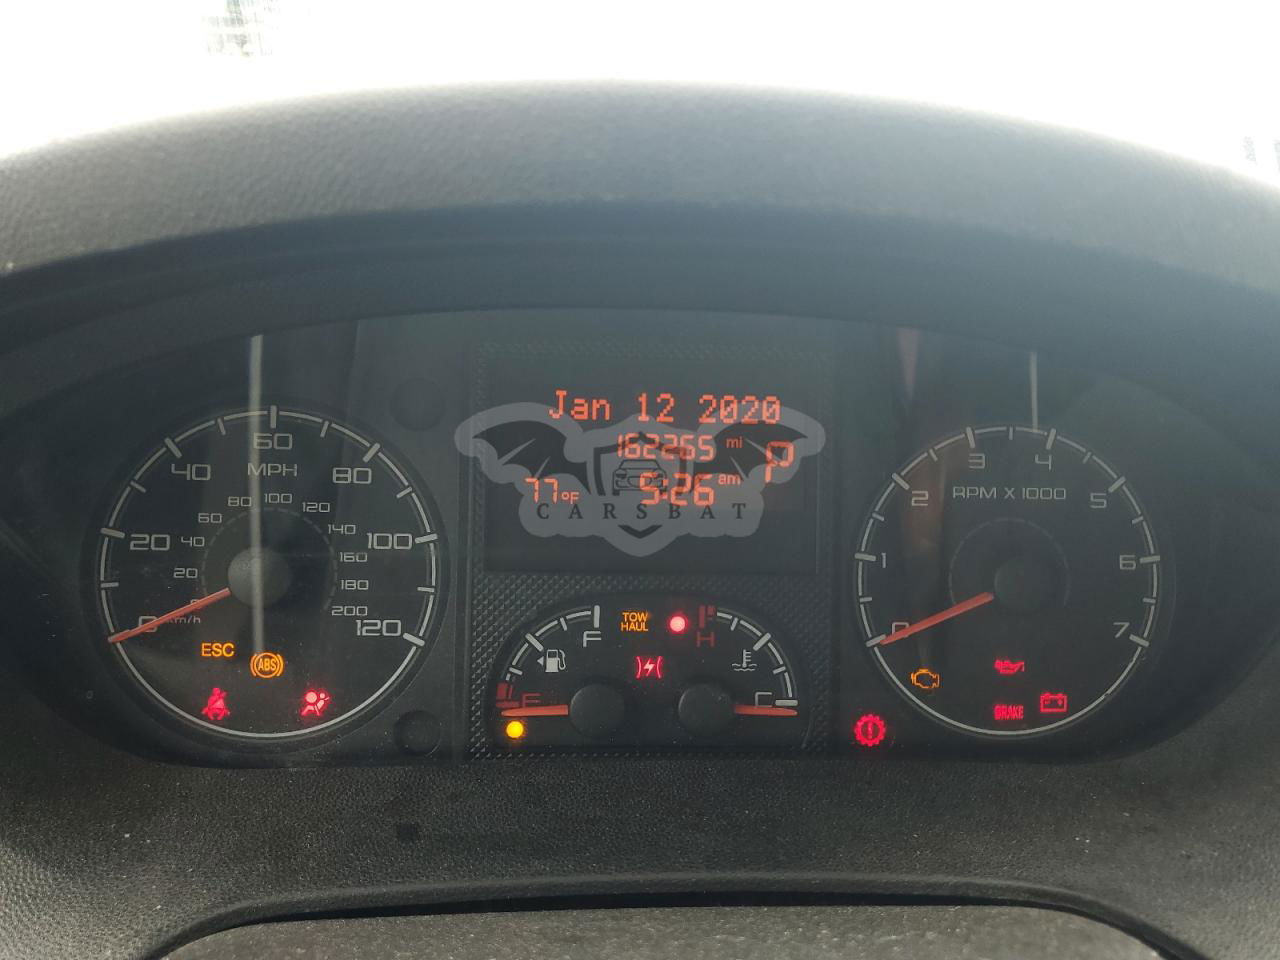 Jan 12 2020
162265 mi
P
77°F 5:26 am
CARSBAT
0 20 40 60 80 100 120
MPH
20 40 60 80 100 120 140 160 180 200
km/h
ESC
ABS
F
E
TOW
HAUL
H
C
0 1 2 3 4 5 6 7
RPM X 1000
BRAKE